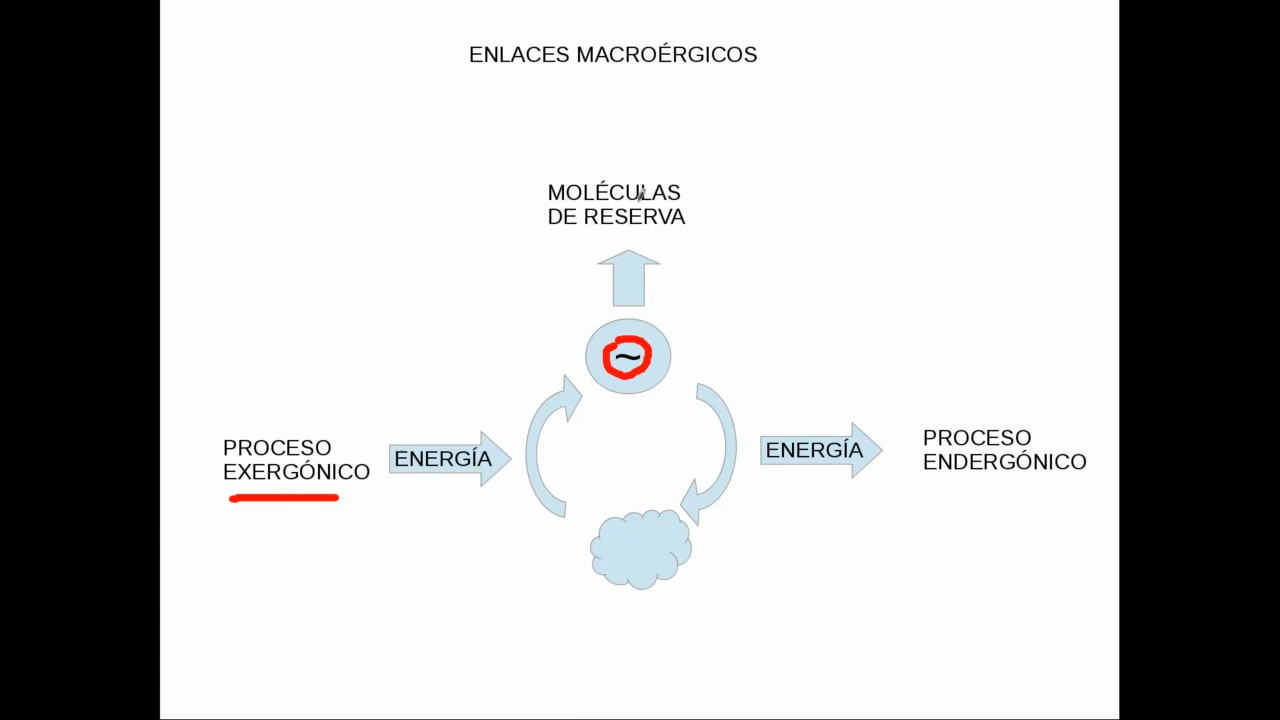 ENLACES MACROÉRGICOS
MOLÉCULAS
DE RESERVA
~
PROCESO
EXERGÓNICO
ENERGÍA
ENERGÍA
PROCESO
ENDERGÓNICO